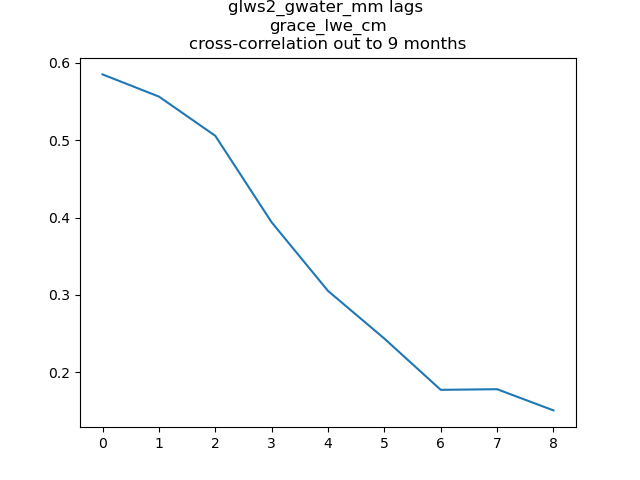 glws2_gwater_mm lags
grace_lwe_cm
cross-correlation out to 9 months
0.6
0.5
0.4
0.3
0.2
0 1 2 3 4 5 6 7 8